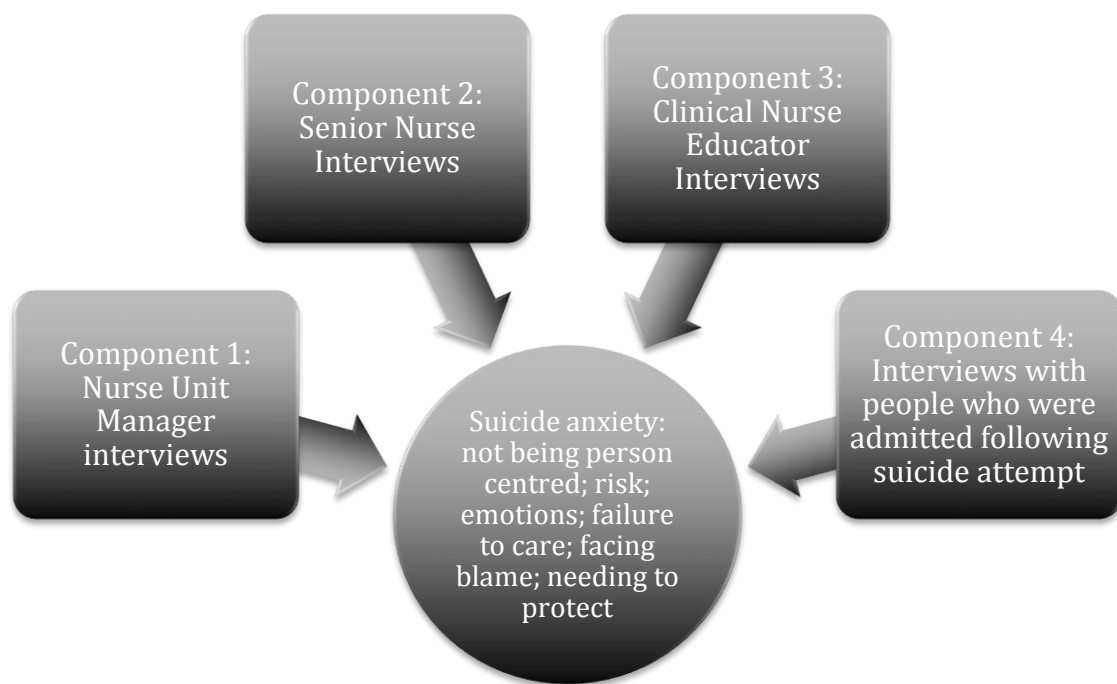 Component 1:
Nurse Unit
Manager
interviews
Component 2:
Senior Nurse
Interviews
Component 3:
Clinical Nurse
Educator
Interviews
Component 4:
Interviews with
people who were
admitted following
suicide attempt
Suicide anxiety:
not being person
centred; risk;
emotions; failure
to care; facing
blame; needing to
protect